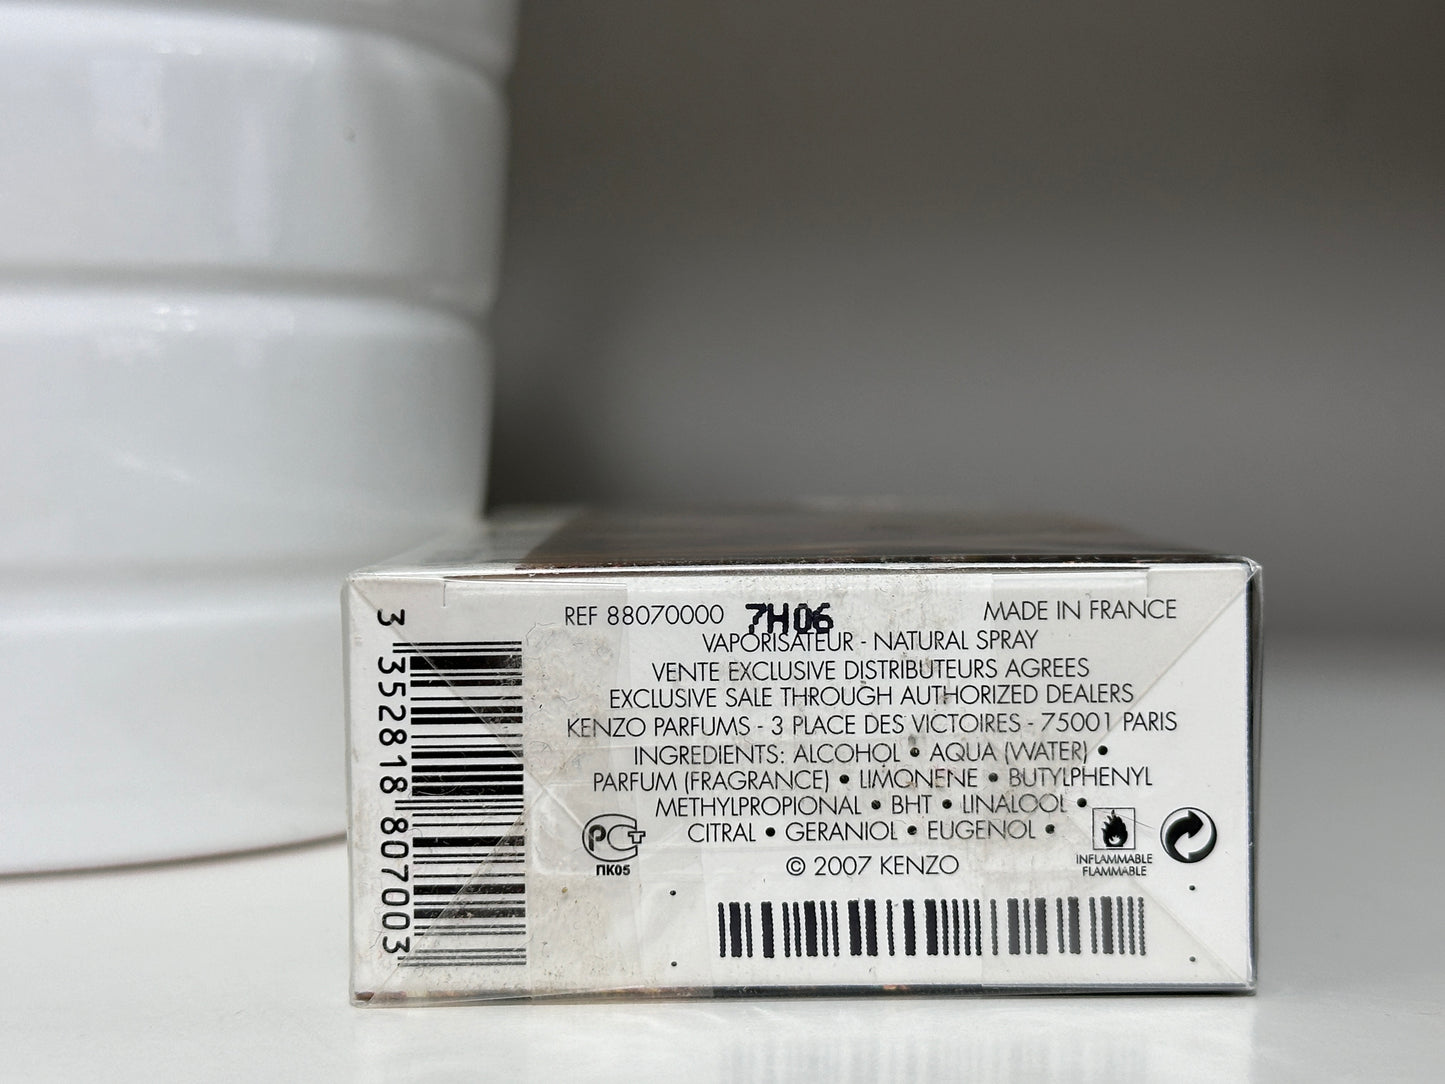 REF 88070000 7H06 MADE IN FRANCE
VAPORISATEUR - NATURAL SPRAY
VENTE EXCLUSIVE DISTRIBUTEURS AGREES
EXCLUSIVE SALE THROUGH AUTHORIZED DEALERS
KENZO PARFUMS - 3 PLACE DES VICTOIRES - 75001 PARIS
INGREDIENTS: ALCOHOL • AQUA (WATER) •
PARFUM (FRAGRANCE) • LIMONENE • BUTYLPHENYL
METHYLPROPIONAL • BHT • LINALOOL •
CITRAL • GERANIOL • EUGENOL •
© 2007 KENZO
РСТ
ПК05
INFLAMMABLE
FLAMMABLE
3 352818 807003